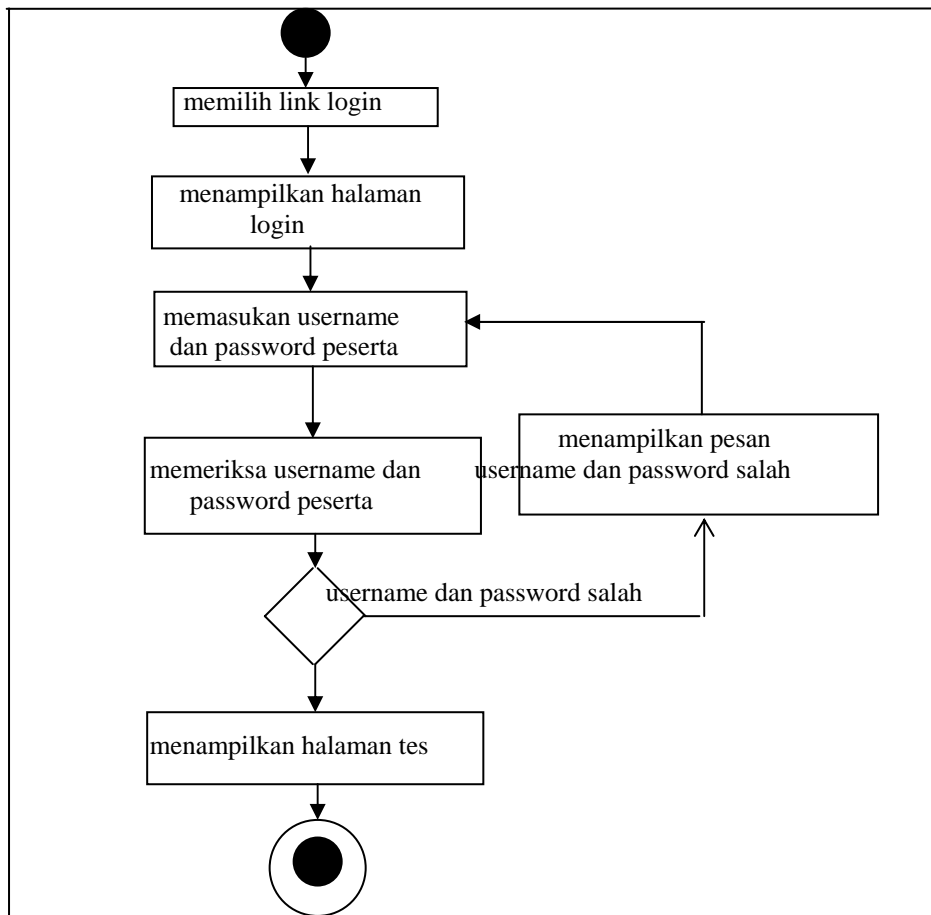 memilih link login
menampilkan halaman
login
memasukan username
dan password peserta
memeriksa username dan
password peserta
menampilkan pesan
username dan password salah
username dan password salah
menampilkan halaman tes